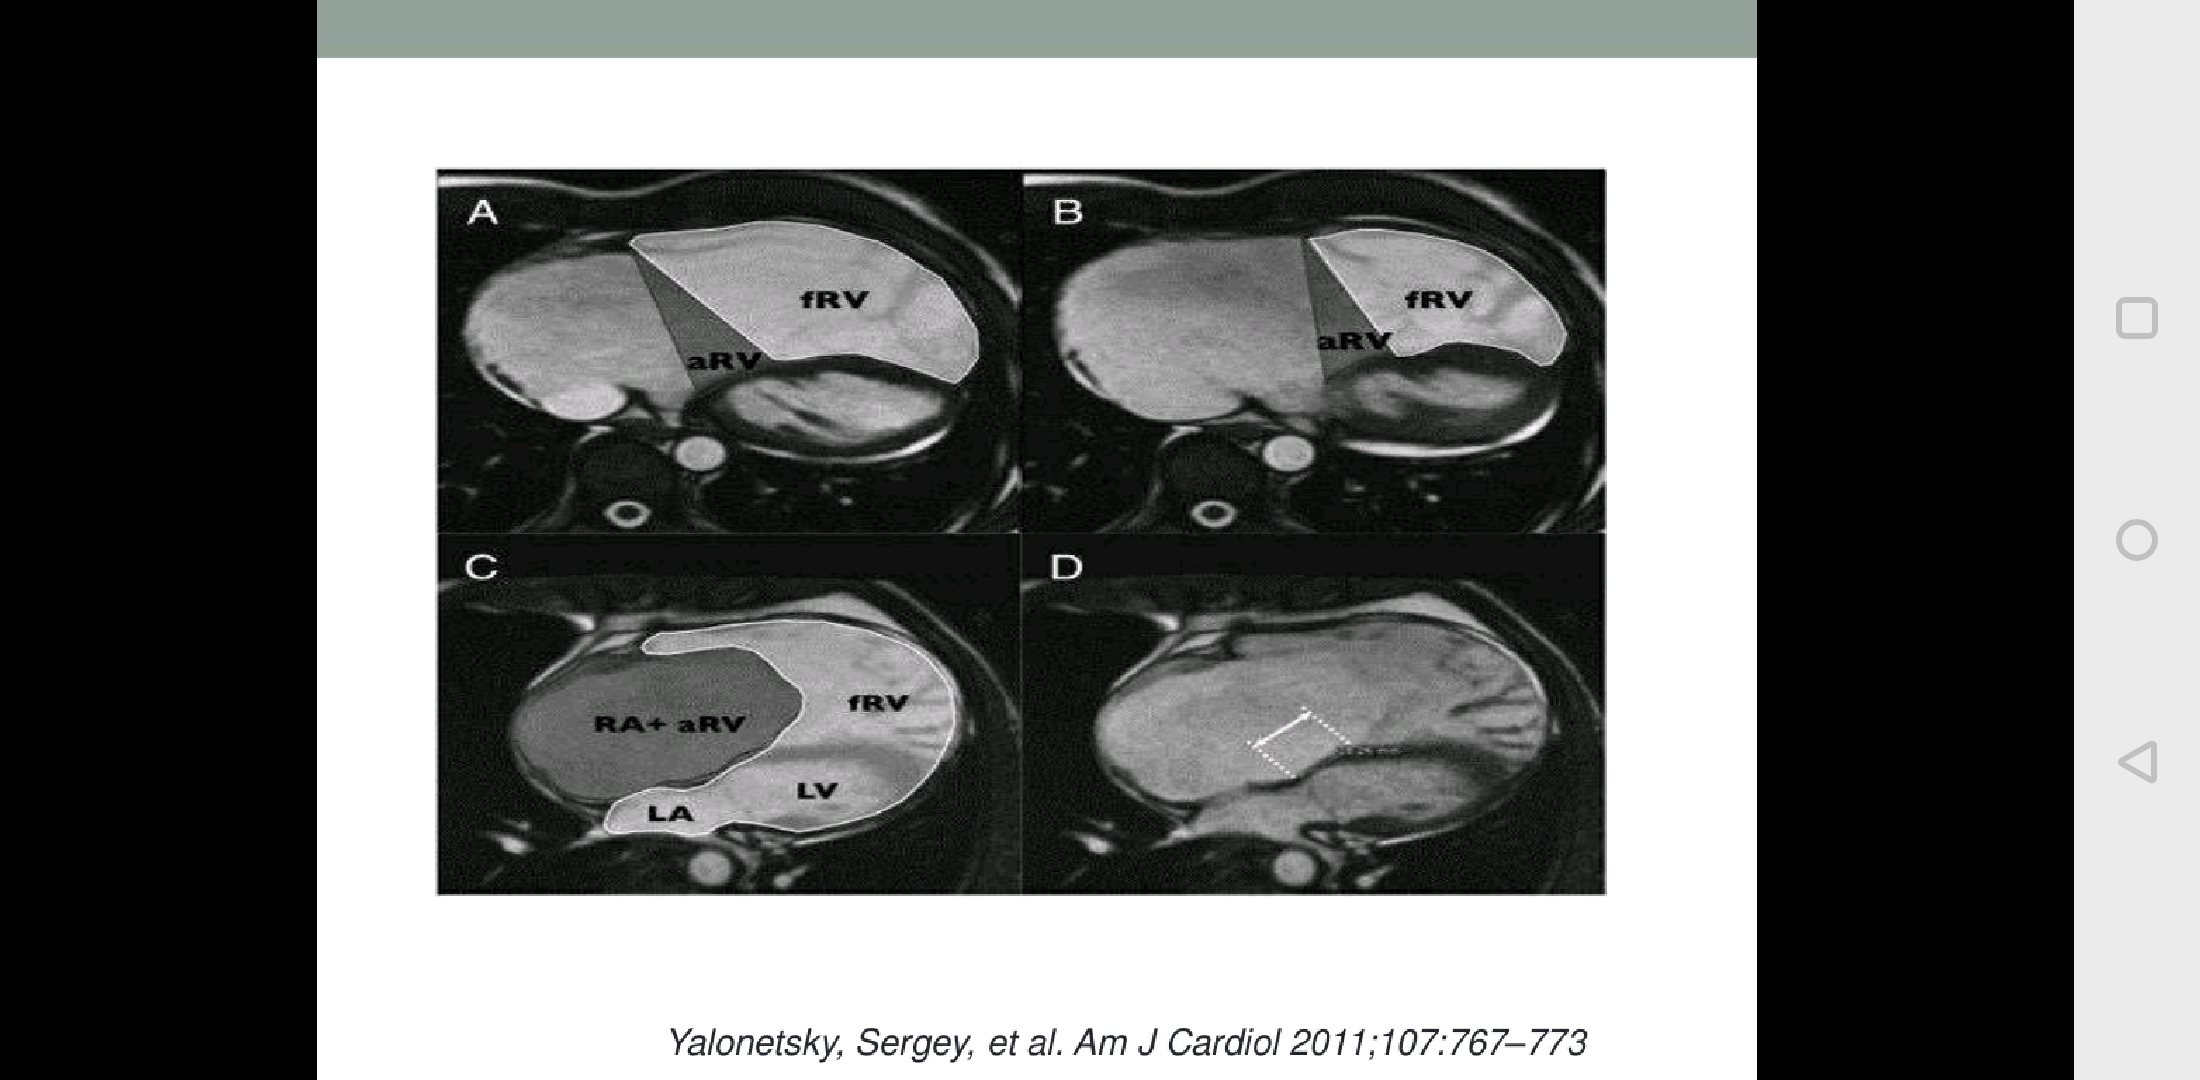 A
B
fRV
fRV
aRV
aRV
C
D
fRV
RA+ aRV
LV
LA
Yalonetsky, Sergey, et al. Am J Cardiol 2011;107:767–773